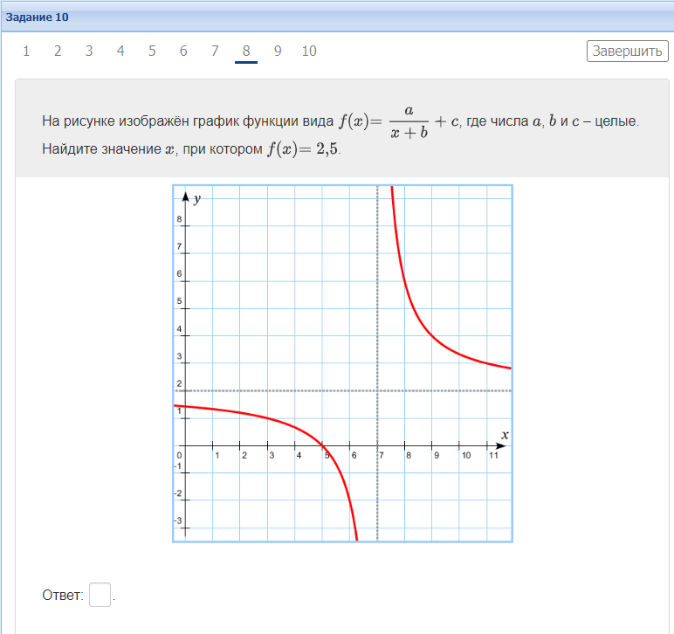 Задание 10
1 2 3 4 5 6 7 8 9 10
Завершить
На рисунке изображён график функции вида f(x)= a/(x+b) + c, где числа a, b и c – целые.
Найдите значение x, при котором f(x)= 2,5.
y
8
7
6
5
4
3
2
1
x
0 1 2 3 4 5 6 7 8 9 10 11
-1
-2
-3
Ответ: .